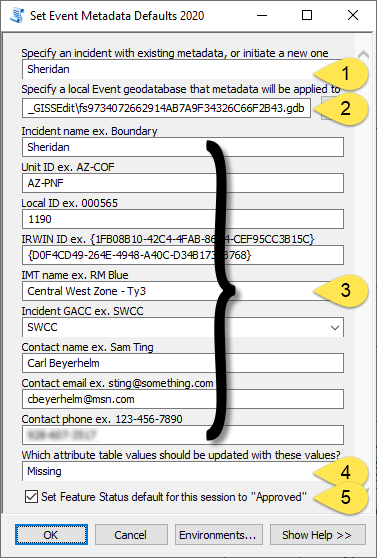 Set Event Metadata Defaults 2020
Specify an incident with existing metadata, or initiate a new one
Sheridan
1
Specify a local Event geodatabase that metadata will be applied to
_GISSEdit\fs9734072662914AB7A9F34326C66F2B43.gdb
2
Incident name ex. Boundary
Sheridan
Unit ID ex. AZ-COF
AZ-PNF
Local ID ex. 000565
1190
IRWIN ID ex. {1FB08B10-42C4-4FAB-86 4-CEF95CC3B15C}
{D0F4CD49-264E-4948-A40C-D34B17 3768}
IMT name ex. RM Blue
Central West Zone - Ty3
3
Incident GACC ex. SWCC
SWCC
Contact name ex. Sam Ting
Carl Beyerhelm
Contact email ex. sting@something.com
cbeyerhelm@msn.com
Contact phone ex. 123-456-7890
Which attribute table values should be updated with these values?
Missing
4
Set Feature Status default for this session to "Approved"
5
OK Cancel Environments... Show Help >>